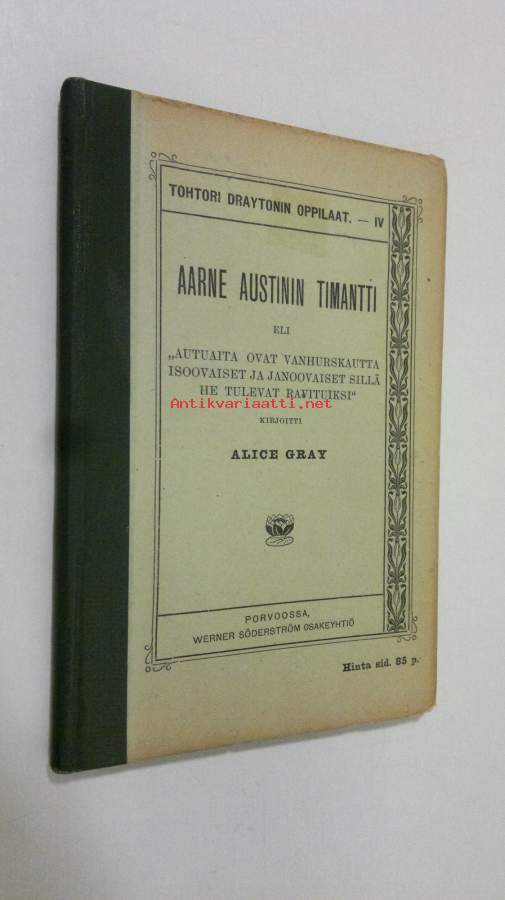 TOHTORI DRAYTONIN OPPILAAT. — IV
AARNE AUSTININ TIMANTTI
ELI
„AUTUAITA OVAT VANHURSKAUTTA
ISOOVAISET JA JANOOVAISET SILLÄ
HE TULEVAT RAVITUIKSI“
Antikvariaatti.net
KIRJOITTI
ALICE GRAY
PORVOOSSA,
WERNER SÖDERSTRÖM OSAKEYHTIÖ
Hinta sid. 85 p.